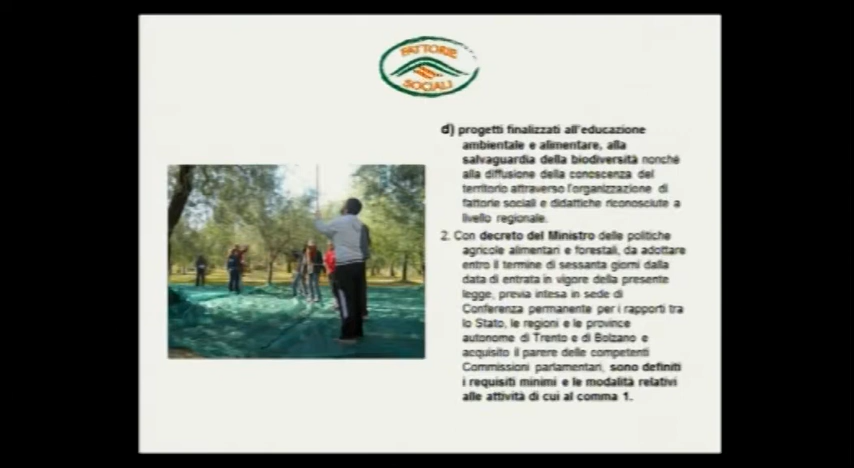 FATTORIE
SOCIALI
d) progetti finalizzati all'educazione
ambientale e alimentare, alla
salvaguardia della biodiversità nonché
alla diffusione della conoscenza del
territorio attraverso l'organizzazione di
fattorie sociali e didattiche riconosciute a
livello regionale.
2. Con decreto del Ministro delle politiche
agricole alimentari e forestali, da adottare
entro il termine di sessanta giorni dalla
data di entrata in vigore della presente
legge, previa intesa in sede di
Conferenza permanente per i rapporti tra
lo Stato, le regioni e le province
autonome di Trento e di Bolzano e
acquisito il parere delle competenti
Commissioni parlamentari, sono definiti
i requisiti minimi e le modalità relativi
alle attività di cui al comma 1.